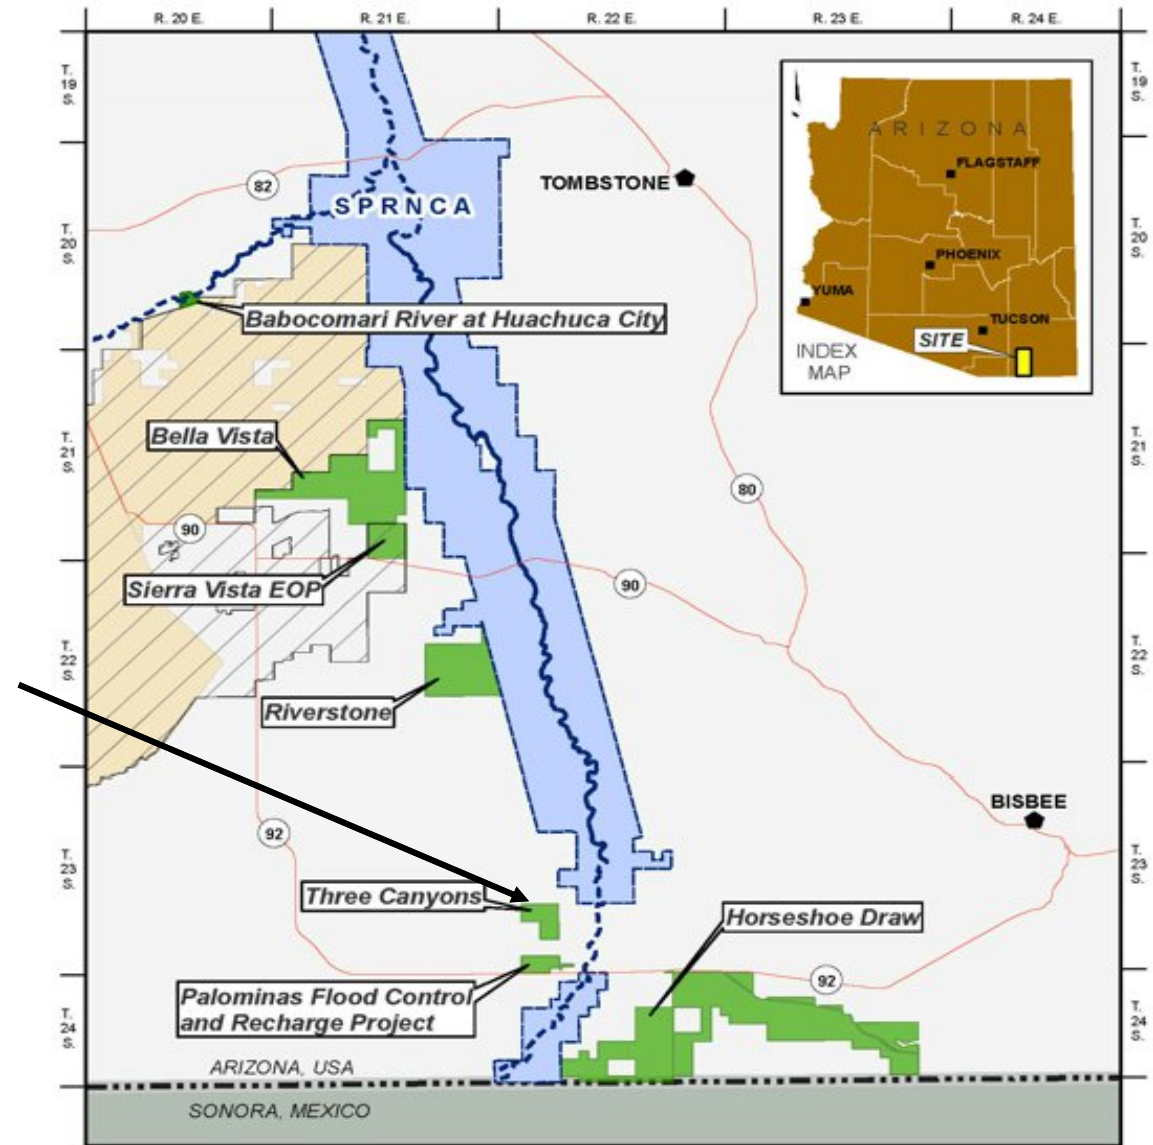 R. 20 E.
R. 21 E.
R. 22 E.
R. 23 E.
R. 24 E.
T.
19
S.
T.
19
S.
ARIZONA
FLAGSTAFF
PHOENIX
YUMA
TUCSON
SITE
INDEX
MAP
TOMBSTONE
82
SPRNCA
T.
20
S.
T.
20
S.
Babocomari River at Huachuca City
Bella Vista
T.
21
S.
T.
21
S.
80
90
Sierra Vista EOP
90
T.
22
S.
T.
22
S.
Riverstone
BISBEE
92
T.
23
S.
T.
23
S.
Three Canyons
Horseshoe Draw
92
Palominas Flood Control
and Recharge Project
T.
24
S.
T.
24
S.
ARIZONA, USA
SONORA, MEXICO